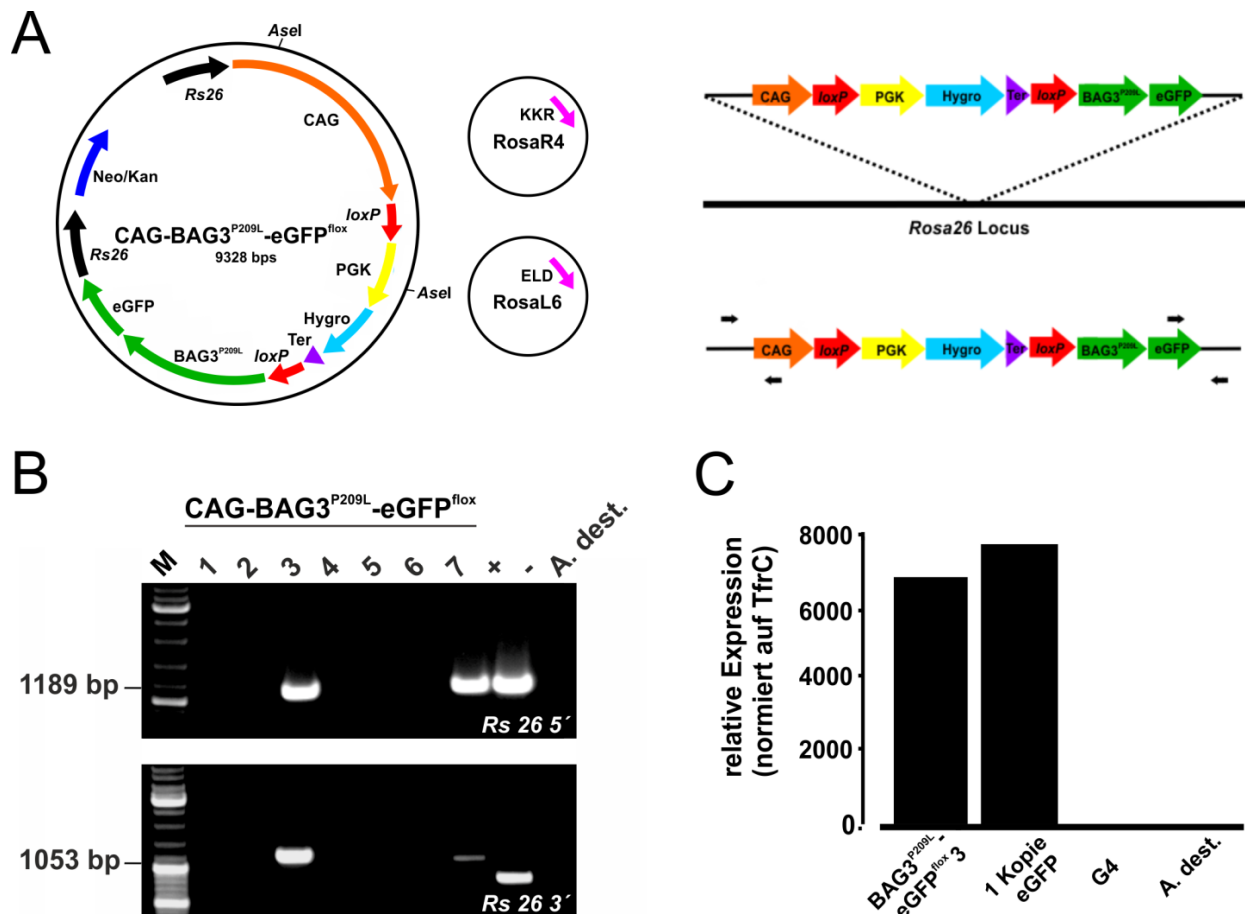 A
AseI
Rs26
CAG
Neo/Kan
loxP
CAG-BAG3P209L-eGFPflox
9328 bps
Rs26
PGK
AseI
eGFP
Hygro
Ter
BAG3P209L
loxP
KKR
RosaR4
ELD
RosaL6
CAG loxP PGK Hygro Ter loxP BAG3P209L eGFP
Rosa26 Locus
CAG loxP PGK Hygro Ter loxP BAG3P209L eGFP
B
CAG-BAG3P209L-eGFPflox
M 1 2 3 4 5 6 7 + - A. dest.
1189 bp
Rs 26 5´
1053 bp
Rs 26 3´
C
relative Expression
(normiert auf TfrC)
8000
6000
4000
2000
0
BAG3P209L-
eGFPflox 3
1 Kopie
eGFP
G4
A. dest.